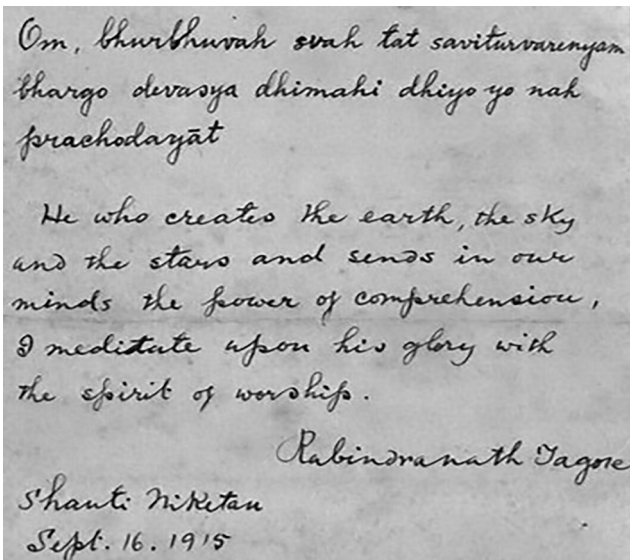 Om, bhurbhuvah svah tat saviturvarenyam
bhargo devasya dhimahi dhiyo yo nah
prachodayāt
He who creates the earth, the sky
and the stars and sends in our
minds the power of comprehension,
I meditate upon his glory with
the spirit of worship.
Rabindranath Tagore
Shanti Niketan
Sept. 16. 1915